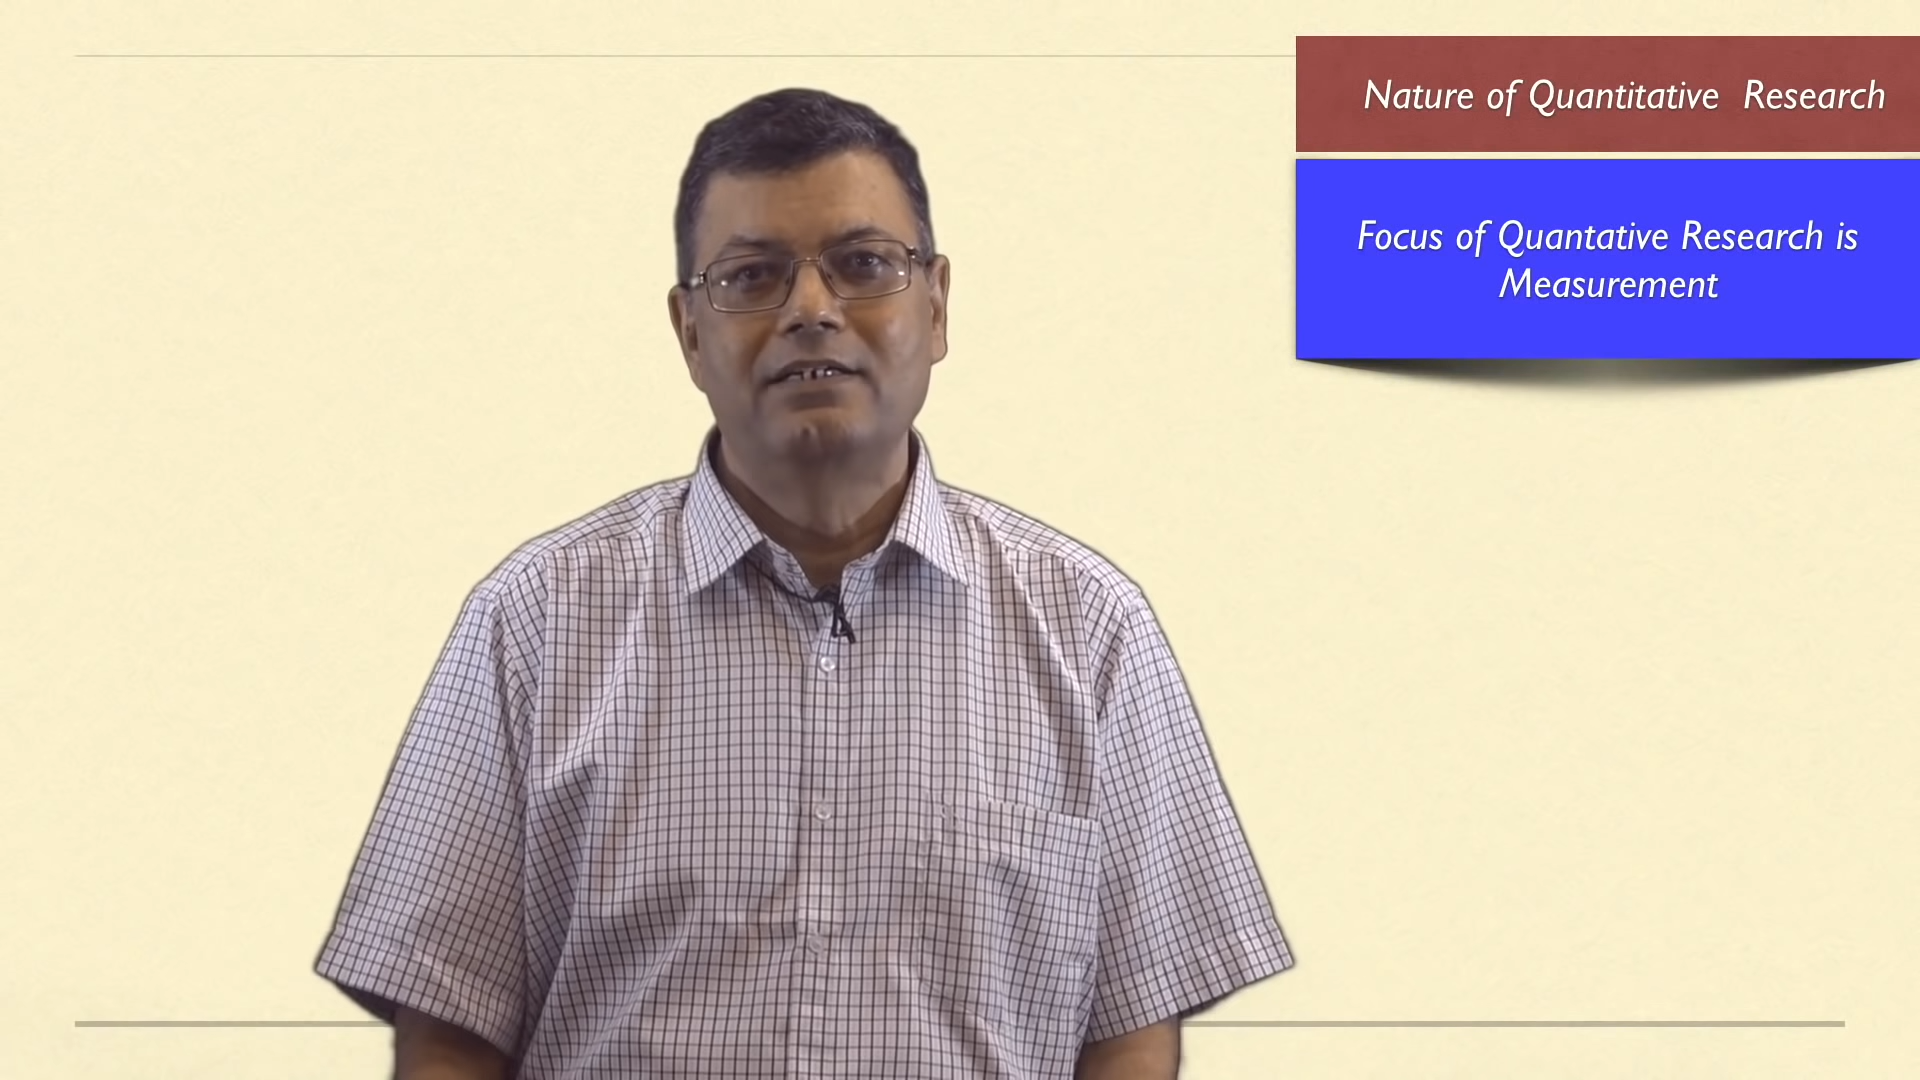 Nature of Quantitative Research
Focus of Quantative Research is
Measurement